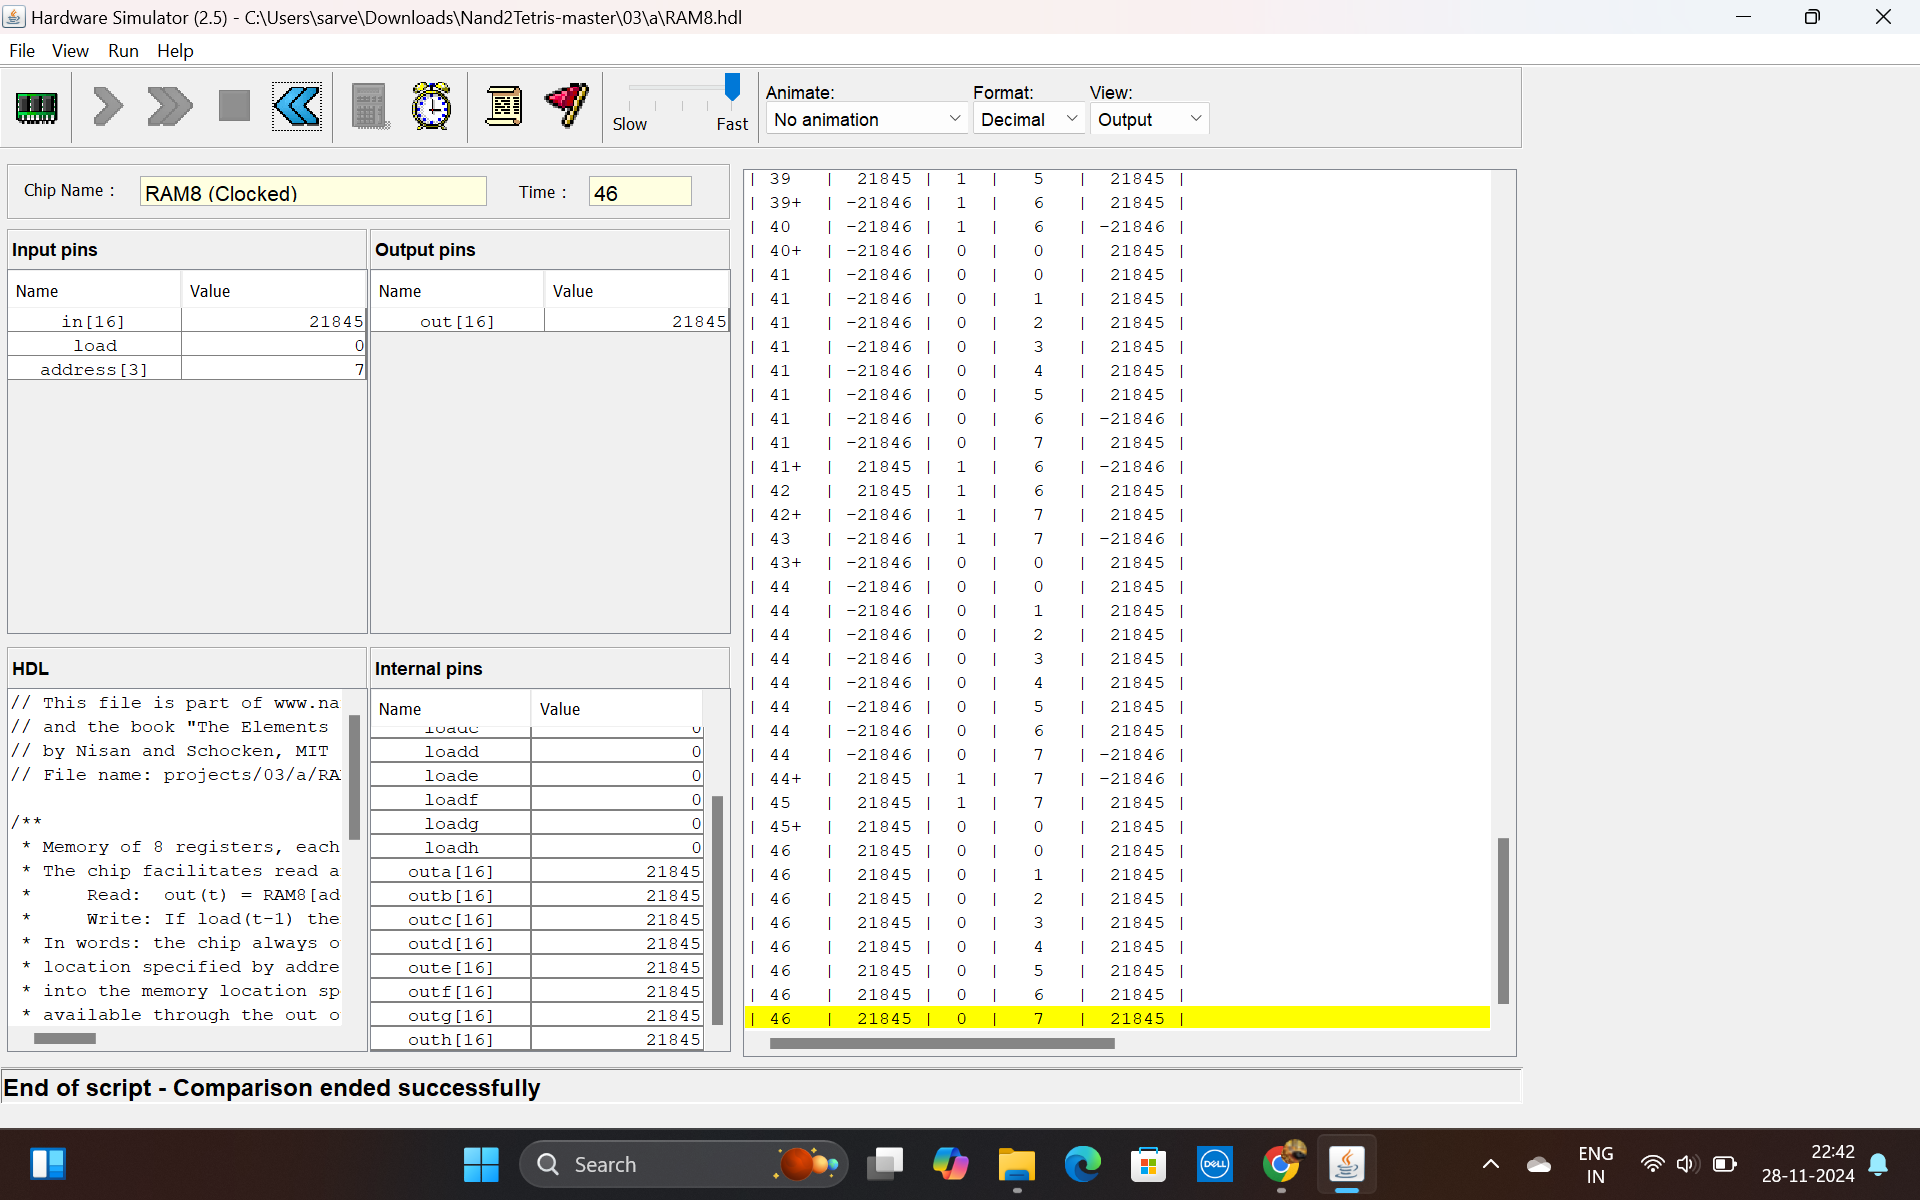 Hardware Simulator (2.5) - C:\Users\sarve\Downloads\Nand2Tetris-master\03\a\RAM8.hdl
File View Run Help
Slow Fast
Animate: Format: View:
No animation Decimal Output
Chip Name : RAM8 (Clocked) Time : 46
Input pins
Name Value
in[16] 21845
load 0
address[3] 7
Output pins
Name Value
out[16] 21845
HDL
// This file is part of www.na
// and the book "The Elements
// by Nisan and Schocken, MIT
// File name: projects/03/a/RA
/**
* Memory of 8 registers, each
* The chip facilitates read a
* Read: out(t) = RAM8[ad
* Write: If load(t-1) the
* In words: the chip always o
* location specified by addre
* into the memory location sp
* available through the out o
Internal pins
Name Value
loadc 0
loadd 0
loade 0
loadf 0
loadg 0
loadh 0
outa[16] 21845
outb[16] 21845
outc[16] 21845
outd[16] 21845
oute[16] 21845
outf[16] 21845
outg[16] 21845
outh[16] 21845
| 39 | 21845 | 1 | 5 | 21845 |
| 39+ | -21846 | 1 | 6 | 21845 |
| 40 | -21846 | 1 | 6 | -21846 |
| 40+ | -21846 | 0 | 0 | 21845 |
| 41 | -21846 | 0 | 0 | 21845 |
| 41 | -21846 | 0 | 1 | 21845 |
| 41 | -21846 | 0 | 2 | 21845 |
| 41 | -21846 | 0 | 3 | 21845 |
| 41 | -21846 | 0 | 4 | 21845 |
| 41 | -21846 | 0 | 5 | 21845 |
| 41 | -21846 | 0 | 6 | -21846 |
| 41 | -21846 | 0 | 7 | 21845 |
| 41+ | 21845 | 1 | 6 | -21846 |
| 42 | 21845 | 1 | 6 | 21845 |
| 42+ | -21846 | 1 | 7 | 21845 |
| 43 | -21846 | 1 | 7 | -21846 |
| 43+ | -21846 | 0 | 0 | 21845 |
| 44 | -21846 | 0 | 0 | 21845 |
| 44 | -21846 | 0 | 1 | 21845 |
| 44 | -21846 | 0 | 2 | 21845 |
| 44 | -21846 | 0 | 3 | 21845 |
| 44 | -21846 | 0 | 4 | 21845 |
| 44 | -21846 | 0 | 5 | 21845 |
| 44 | -21846 | 0 | 6 | 21845 |
| 44 | -21846 | 0 | 7 | -21846 |
| 44+ | 21845 | 1 | 7 | -21846 |
| 45 | 21845 | 1 | 7 | 21845 |
| 45+ | 21845 | 0 | 0 | 21845 |
| 46 | 21845 | 0 | 0 | 21845 |
| 46 | 21845 | 0 | 1 | 21845 |
| 46 | 21845 | 0 | 2 | 21845 |
| 46 | 21845 | 0 | 3 | 21845 |
| 46 | 21845 | 0 | 4 | 21845 |
| 46 | 21845 | 0 | 5 | 21845 |
| 46 | 21845 | 0 | 6 | 21845 |
| 46 | 21845 | 0 | 7 | 21845 |
End of script - Comparison ended successfully
Search
DELL
ENG
IN
22:42
28-11-2024